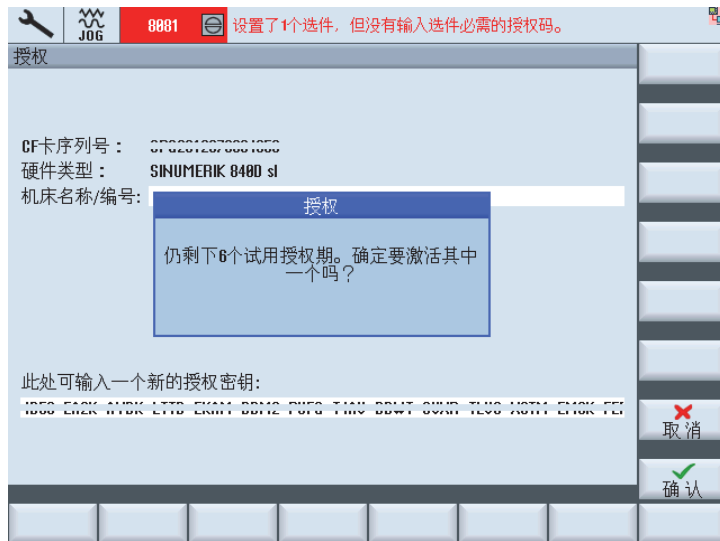 JOG
8081 设置了1个选件，但没有输入选件必需的授权码。
授权
CF卡序列号：
硬件类型： SINUMERIK 840D sl
机床名称/编号:
授权
仍剩下6个试用授权期。确定要激活其中
一个吗？
此处可输入一个新的授权密钥:
取消
确认